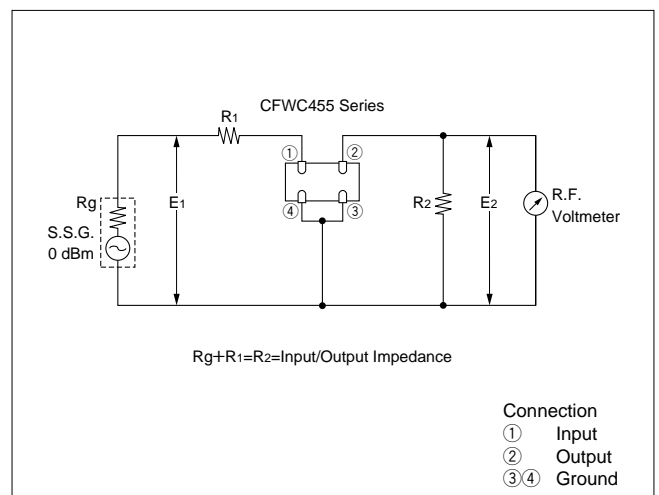 CFWC455 Series
R1
①
②
④
③
Rg
S.S.G.
0 dBm
E1
R2
E2
R.F.
Voltmeter
Rg+R1=R2=Input/Output Impedance
Connection
① Input
② Output
③④ Ground